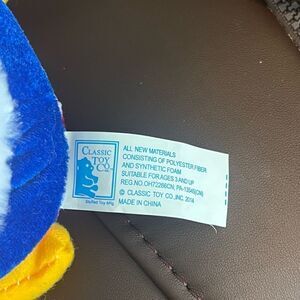 CLASSIC
TOY
CO.
Stuffed Toy Mfg
ALL NEW MATERIALS
CONSISTING OF POLYESTER FIBER
AND SYNTHETIC FOAM
SUITABLE FOR AGES 3 AND UP
REG.NO.OH72286CN, PA-13545(CN)
© CLASSIC TOY CO.,INC. 2014
MADE IN CHINA